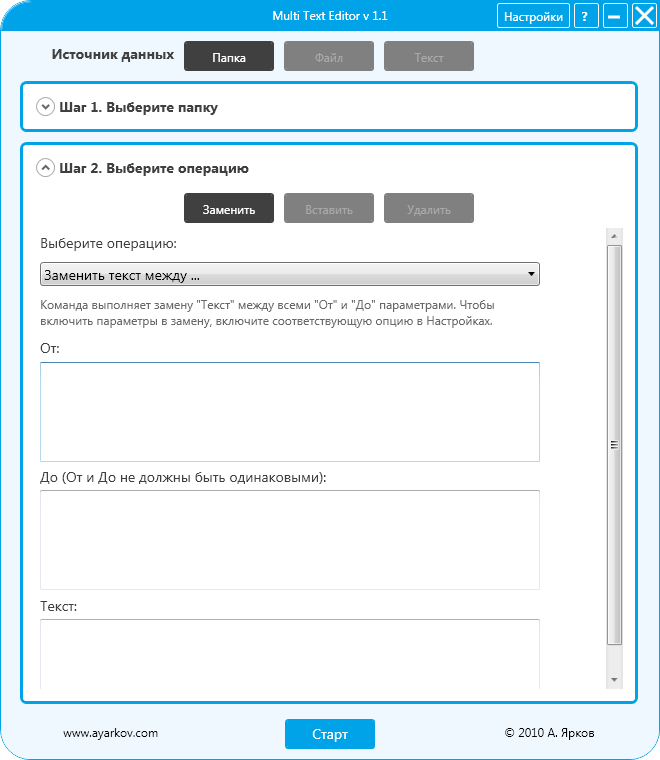 Multi Text Editor v 1.1
Настройки
?
Источник данных
Папка
Файл
Текст
Шаг 1. Выберите папку
Шаг 2. Выберите операцию
Заменить
Вставить
Удалить
Выберите операцию:
Заменить текст между ...
Команда выполняет замену "Текст" между всеми "От" и "До" параметрами. Чтобы
включить параметры в замену, включите соответствующую опцию в Настройках.
От:
До (От и До не должны быть одинаковыми):
Текст:
www.ayarkov.com
Старт
© 2010 А. Ярков